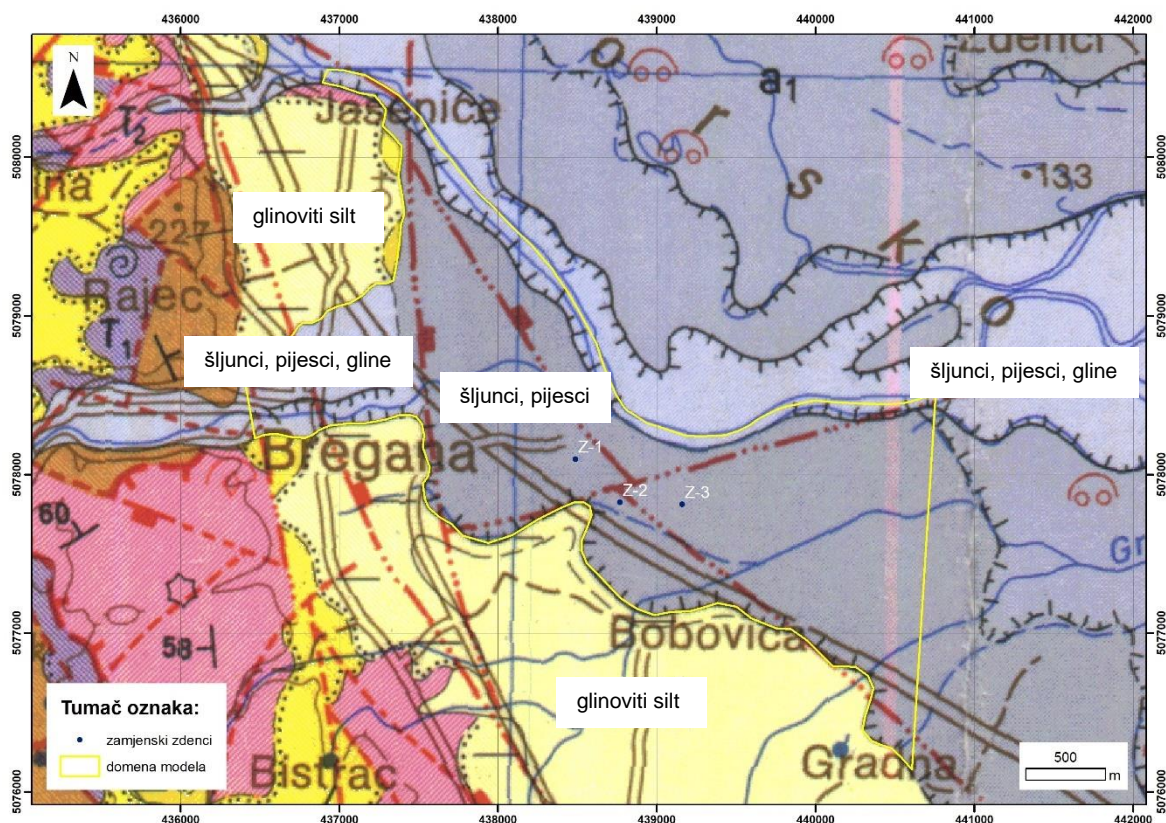 436000 437000 438000 439000 440000 441000 442000
N
Zdenci
a1
o
r
s
k
o
Jasenice
T2
ina
133
5080000
5080000
glinoviti silt
227
Rajec
T1
5079000
5079000
šljunci, pijesci, gline
šljunci, pijesci
šljunci, pijesci, gline
Bregana
Z-1
Z-2
Z-3
5078000
5078000
60
Gr
58
5077000
5077000
Bobovica
glinoviti silt
Tumač oznaka:
zamjenski zdenci
domena modela
Bistrac
Gradna
500
m
5076000
5076000
436000 437000 438000 439000 440000 441000 442000